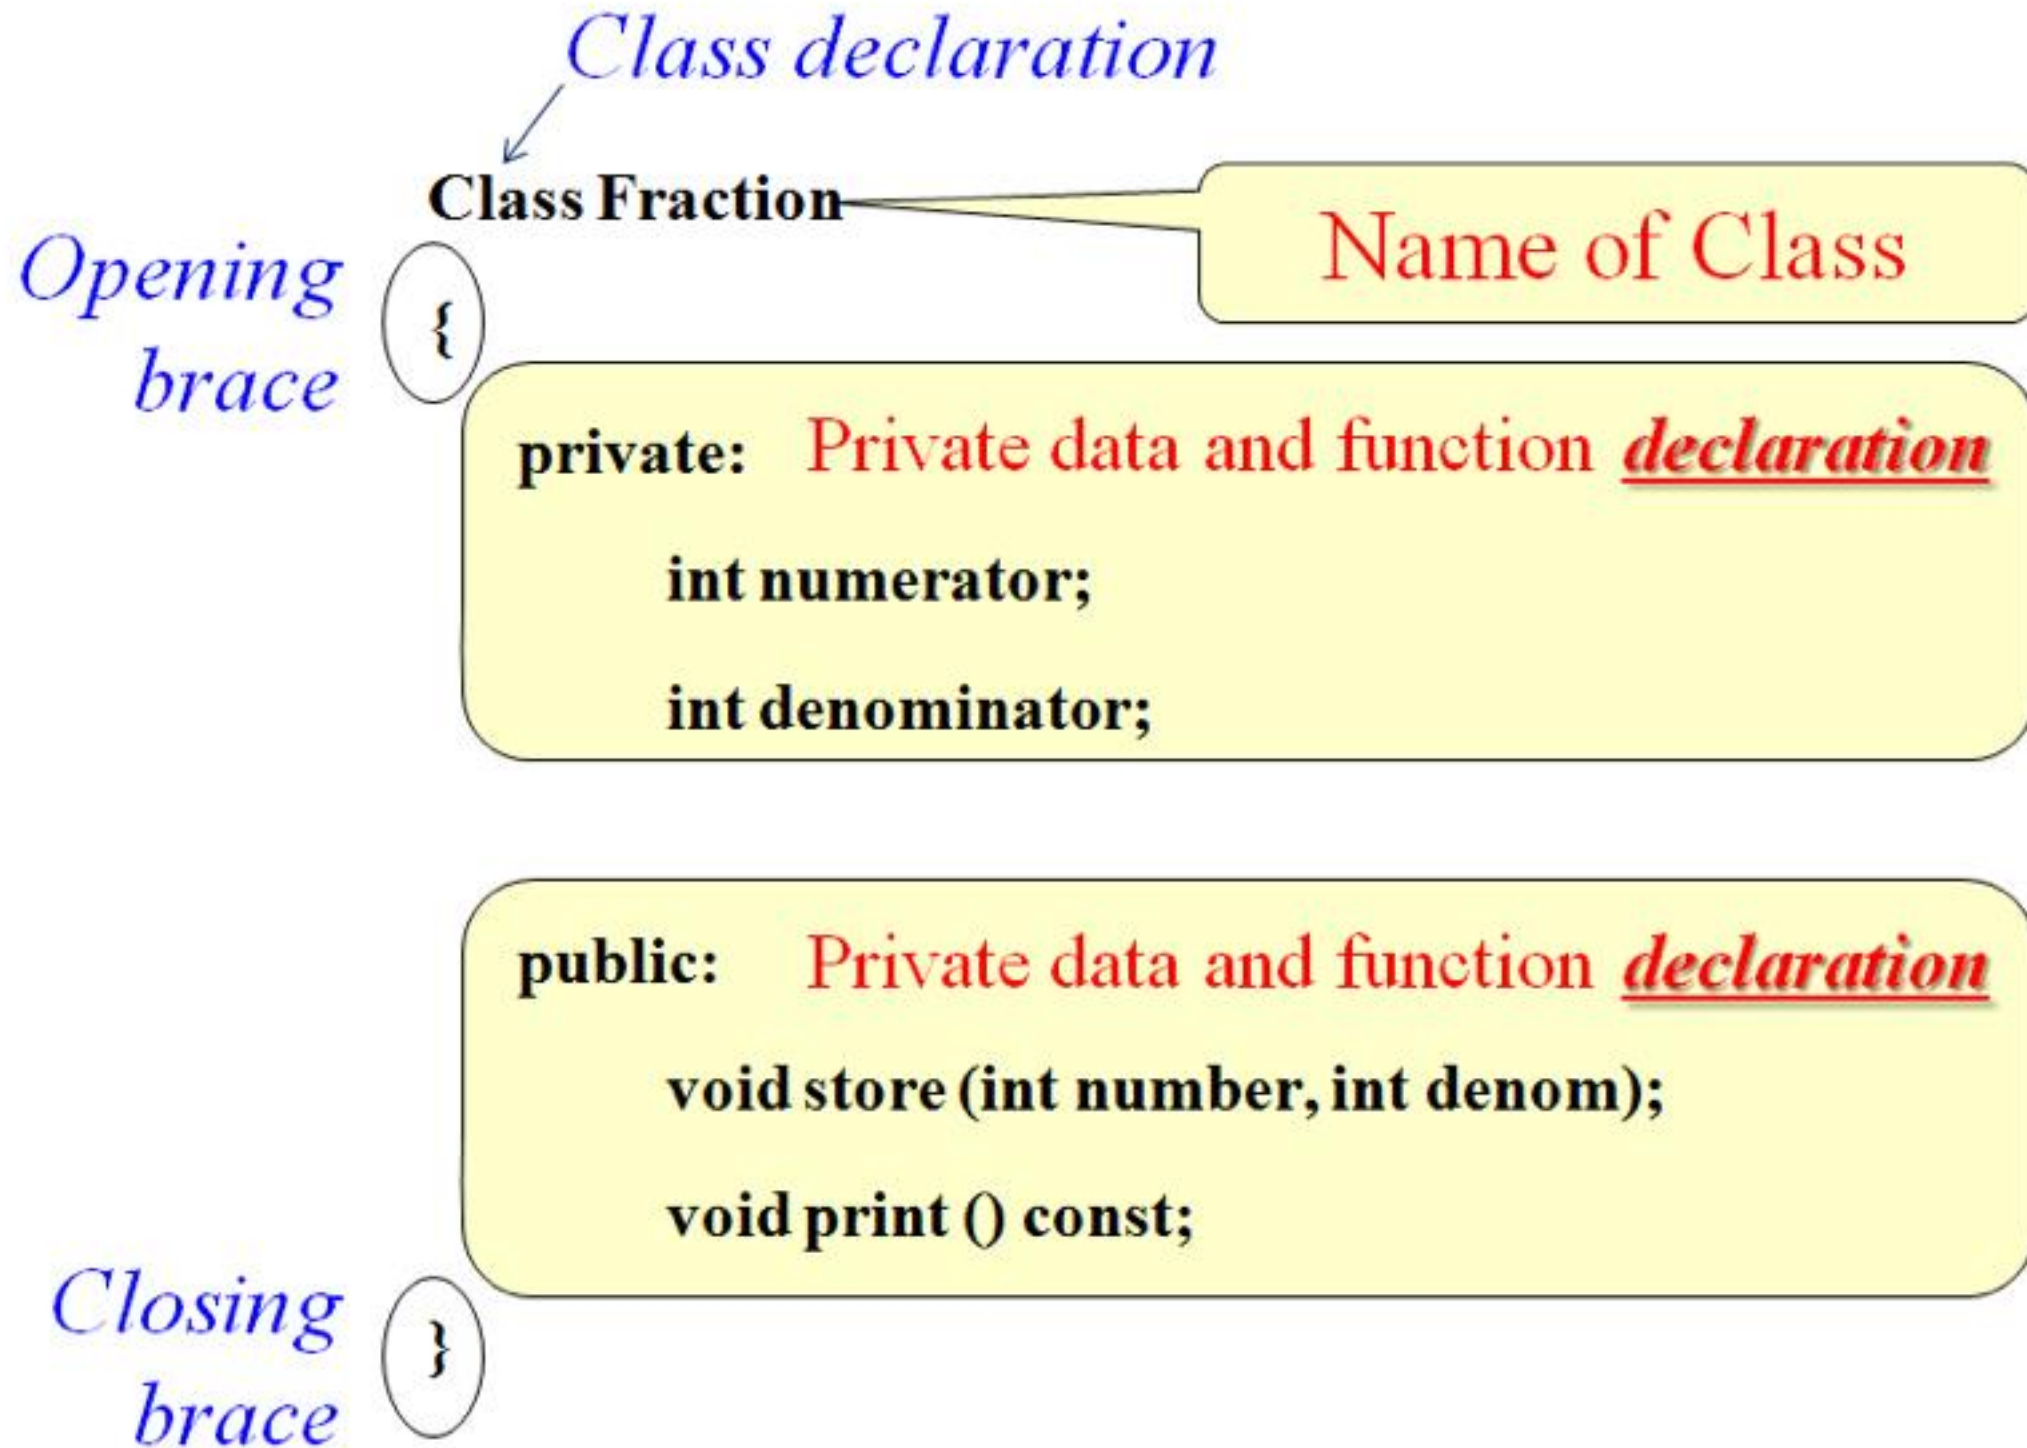 Class declaration
Class Fraction
Name of Class
Opening
brace
{
private: Private data and function declaration
int numerator;
int denominator;
public: Private data and function declaration
void store (int number, int denom);
void print () const;
Closing
brace
}